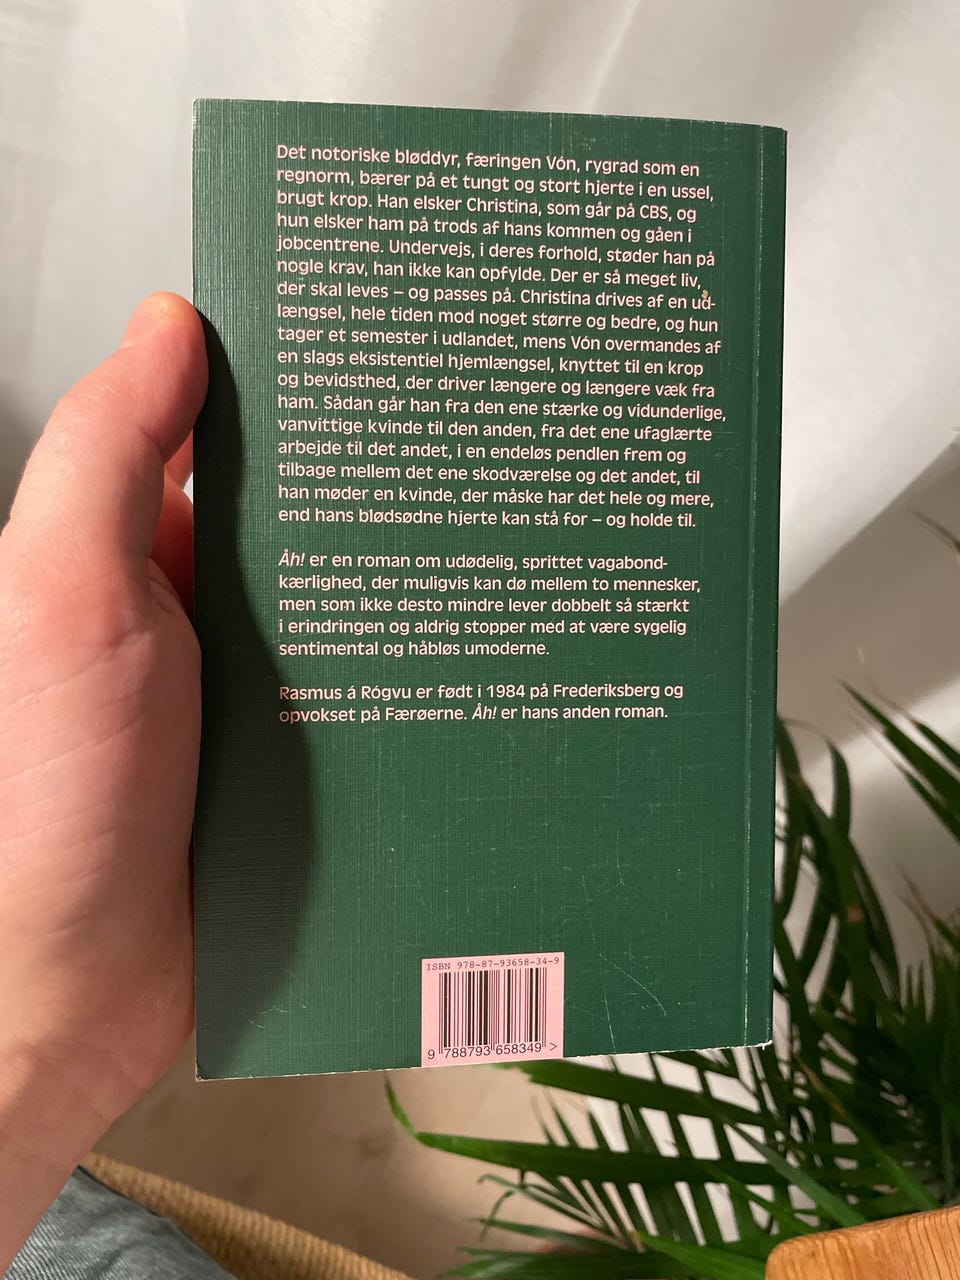 Det notoriske bløddyr, færingen Vón, rygrad som en
regnorm, bærer på et tungt og stort hjerte i en ussel,
brugt krop. Han elsker Christina, som går på CBS, og
hun elsker ham på trods af hans kommen og gåen i
jobcentrene. Undervejs, i deres forhold, støder han på
nogle krav, han ikke kan opfylde. Der er så meget liv,
der skal leves – og passes på. Christina drives af en ud-
længsel, hele tiden mod noget større og bedre, og hun
tager et semester i udlandet, mens Vón overmandes af
en slags eksistentiel hjemlængsel, knyttet til en krop
og bevidsthed, der driver længere og længere væk fra
ham. Sådan går han fra den ene stærke og vidunderlige,
vanvittige kvinde til den anden, fra det ene ufaglærte
arbejde til det andet, i en endeløs pendlen frem og
tilbage mellem det ene skodværelse og det andet, til
han møder en kvinde, der måske har det hele og mere,
end hans blødsødne hjerte kan stå for – og holde til.
Åh! er en roman om udødelig, sprittet vagabond-
kærlighed, der muligvis kan dø mellem to mennesker,
men som ikke desto mindre lever dobbelt så stærkt
i erindringen og aldrig stopper med at være sygelig
sentimental og håbløs umoderne.
Rasmus á Rógvu er født i 1984 på Frederiksberg og
opvokset på Færøerne. Åh! er hans anden roman.
ISBN 978-87-93658-34-9
9 788793 658349 >